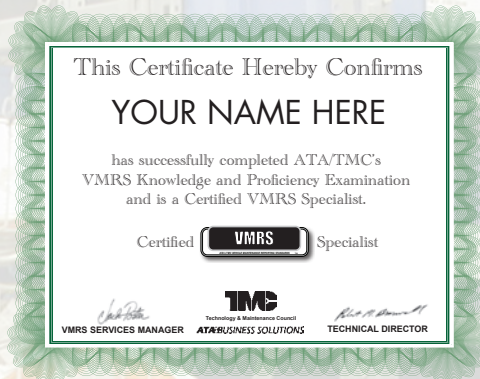 This Certificate Hereby Confirms
YOUR NAME HERE
has successfully completed ATA/TMC's
VMRS Knowledge and Proficiency Examination
and is a Certified VMRS Specialist.
Certified VMRS Specialist
TMC
Technology & Maintenance Council
VMRS SERVICES MANAGER ATA BUSINESS SOLUTIONS TECHNICAL DIRECTOR